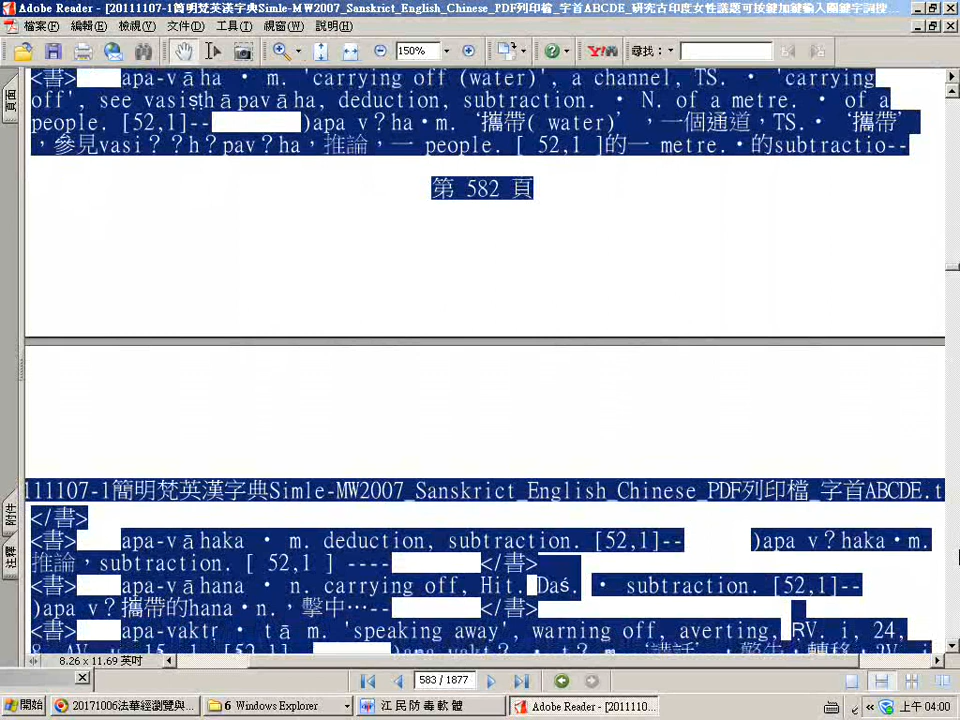 Adobe Reader - [20111107-1簡明梵英漢字典Simle-MW2007_Sanskrict_English_Chinese_PDF列印檔_字首ABCDE_研究古印度女性議題可按鍵加鍵輸入關鍵字詞搜...
檔案(F) 編輯(E) 檢視(V) 文件(D) 工具(T) 視窗(W) 說明(H)
150% Y! 尋找：
頁面
<書> apa-vāha · m. 'carrying off (water)', a channel, TS. · 'carrying
off', see vasiṣthāpavāha, deduction, subtraction. · N. of a metre. · of a
people. [52,1]-- )apa v？ha·m.‘攜帶( water)’，一個通道，TS.·‘攜帶’
，參見vasi？？h？pav？ha，推論，一 people. [ 52,1 ]的一 metre.·的subtractio--
第 582 頁
111107-1簡明梵英漢字典Simle-MW2007_Sanskrict_English_Chinese_PDF列印檔_字首ABCDE.t
</書>
<書> apa-vāhaka · m. deduction, subtraction. [52,1]-- )apa v？haka·m.
推論，subtraction. [ 52,1 ] ---- </書>
<書> apa-vāhana · n. carrying off, Hit. Daś. · subtraction. [52,1]--
)apa v？攜帶的hana·n.，擊中…-- </書>
<書> apa-vaktṛ · tā m. 'speaking away', warning off, averting, RV. i, 24,
附件
注釋
8.26 x 11.69 英吋
583 / 1877
開始 20171006法華經瀏覽與... 6 Windows Explorer 江民防毒軟體 Adobe Reader - [2011110... 上午 04:00